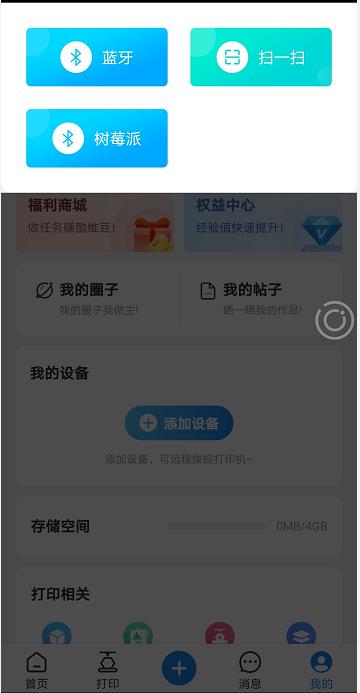 蓝牙 扫一扫
树莓派
福利商城 权益中心
做任务赚酷维豆! 经验值快速提升!
我的圈子 我的帖子
我的圈子我做主! 晒一晒我的作品!
我的设备
添加设备
添加设备、可远程操控打印机~
存储空间 0MB/4GB
打印相关
首页 打印 消息 我的